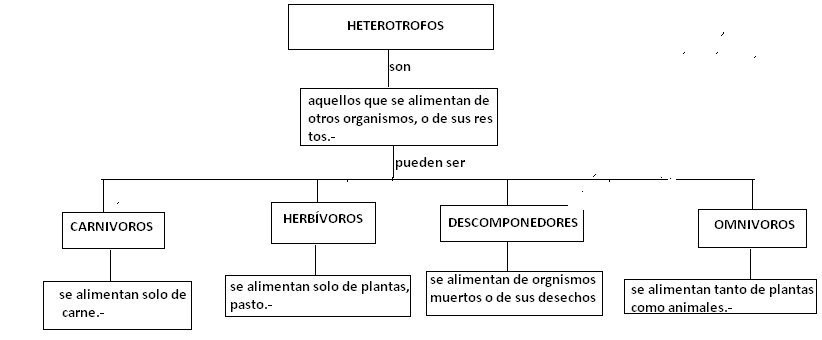 HETEROTROFOS
son
aquellos que se alimentan de
otros organismos, o de sus res
tos.-
pueden ser
CARNIVOROS
HERBÍVOROS
DESCOMPONEDORES
OMNIVOROS
se alimentan solo de
carne.-
se alimentan solo de plantas,
pasto.-
se alimentan de orgnismos
muertos o de sus desechos
se alimentan tanto de plantas
como animales.-